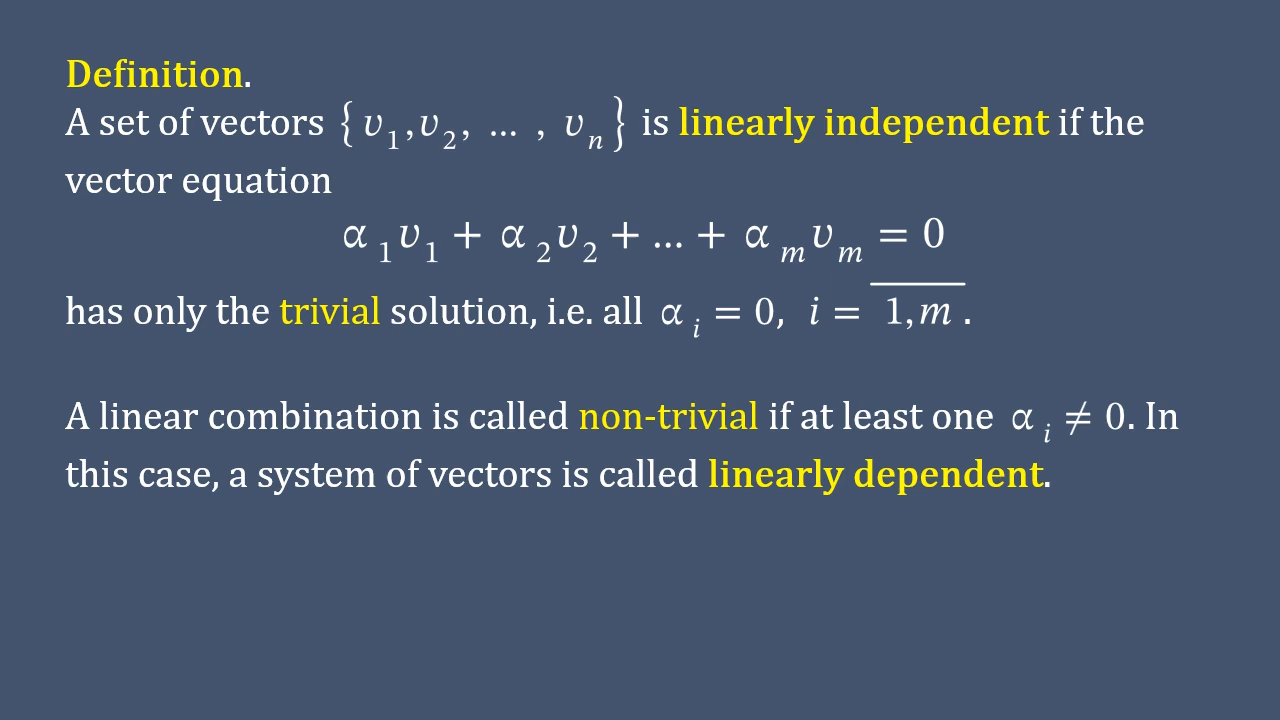 Definition.
A set of vectors {v₁,v₂, … , vₙ} is linearly independent if the
vector equation
α₁v₁ + α₂v₂ + … + αₘvₘ = 0
has only the trivial solution, i.e. all αᵢ = 0, i = 1̅,̅m̅.
A linear combination is called non-trivial if at least one αᵢ ≠ 0. In
this case, a system of vectors is called linearly dependent.